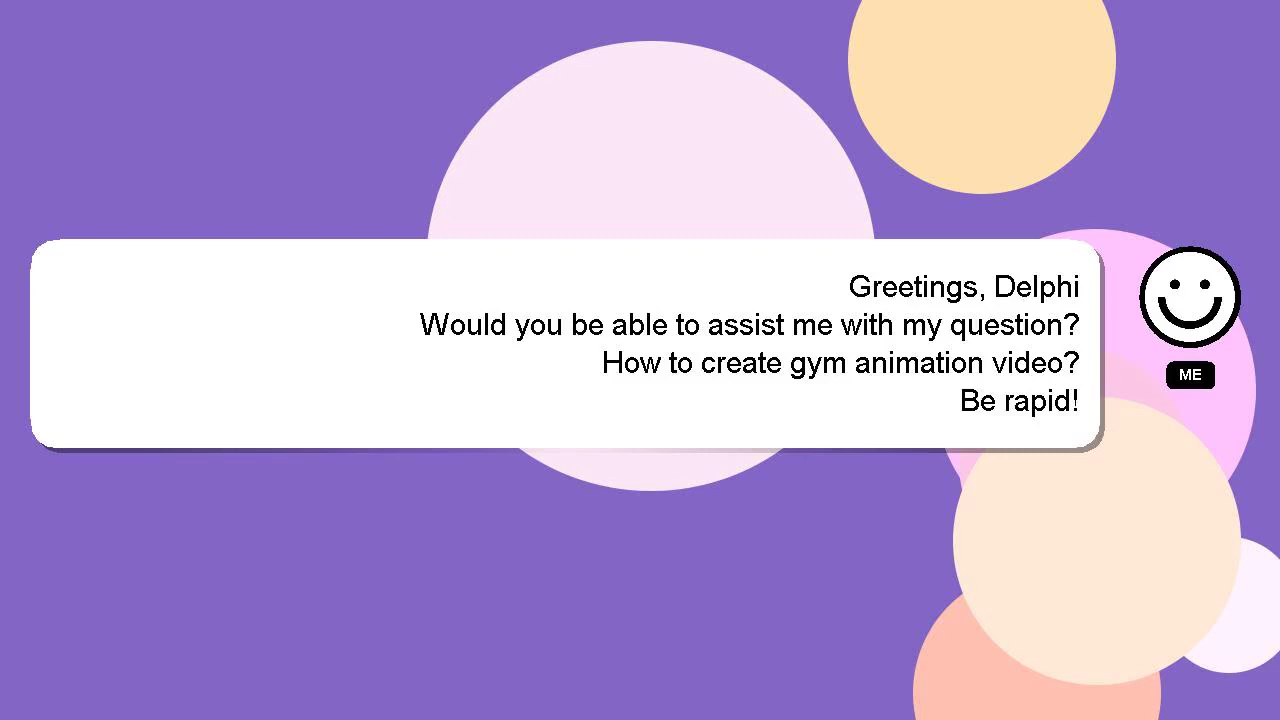 Greetings, Delphi
Would you be able to assist me with my question?
How to create gym animation video?
Be rapid!
ME